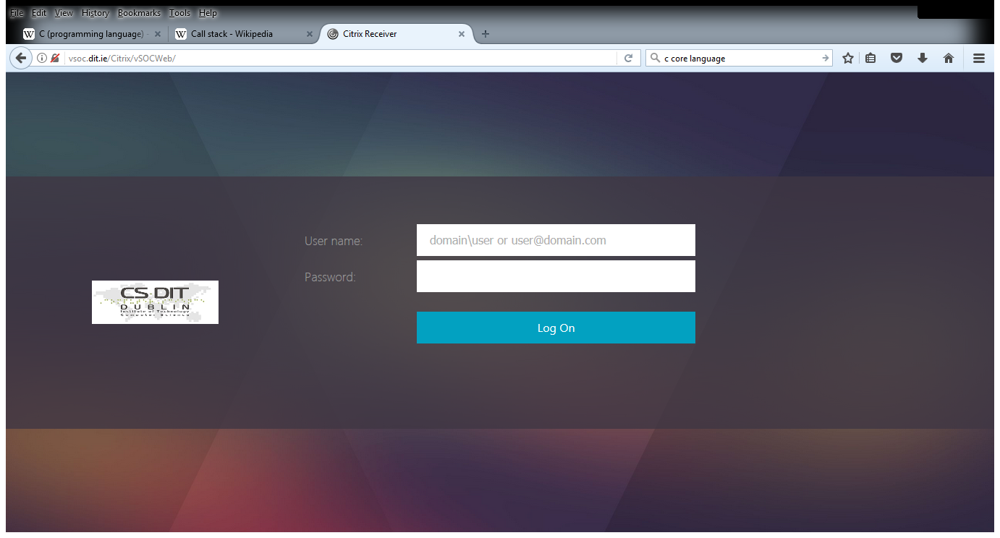 File Edit View History Bookmarks Tools Help
C (programming language) -
Call stack - Wikipedia
Citrix Receiver
vsoc.dit.ie/Citrix/vSOCWeb/
c core language
User name:
domain\user or user@domain.com
Password:
CS DIT
DUBLIN
Institute of Technology
Computer Science
Log On